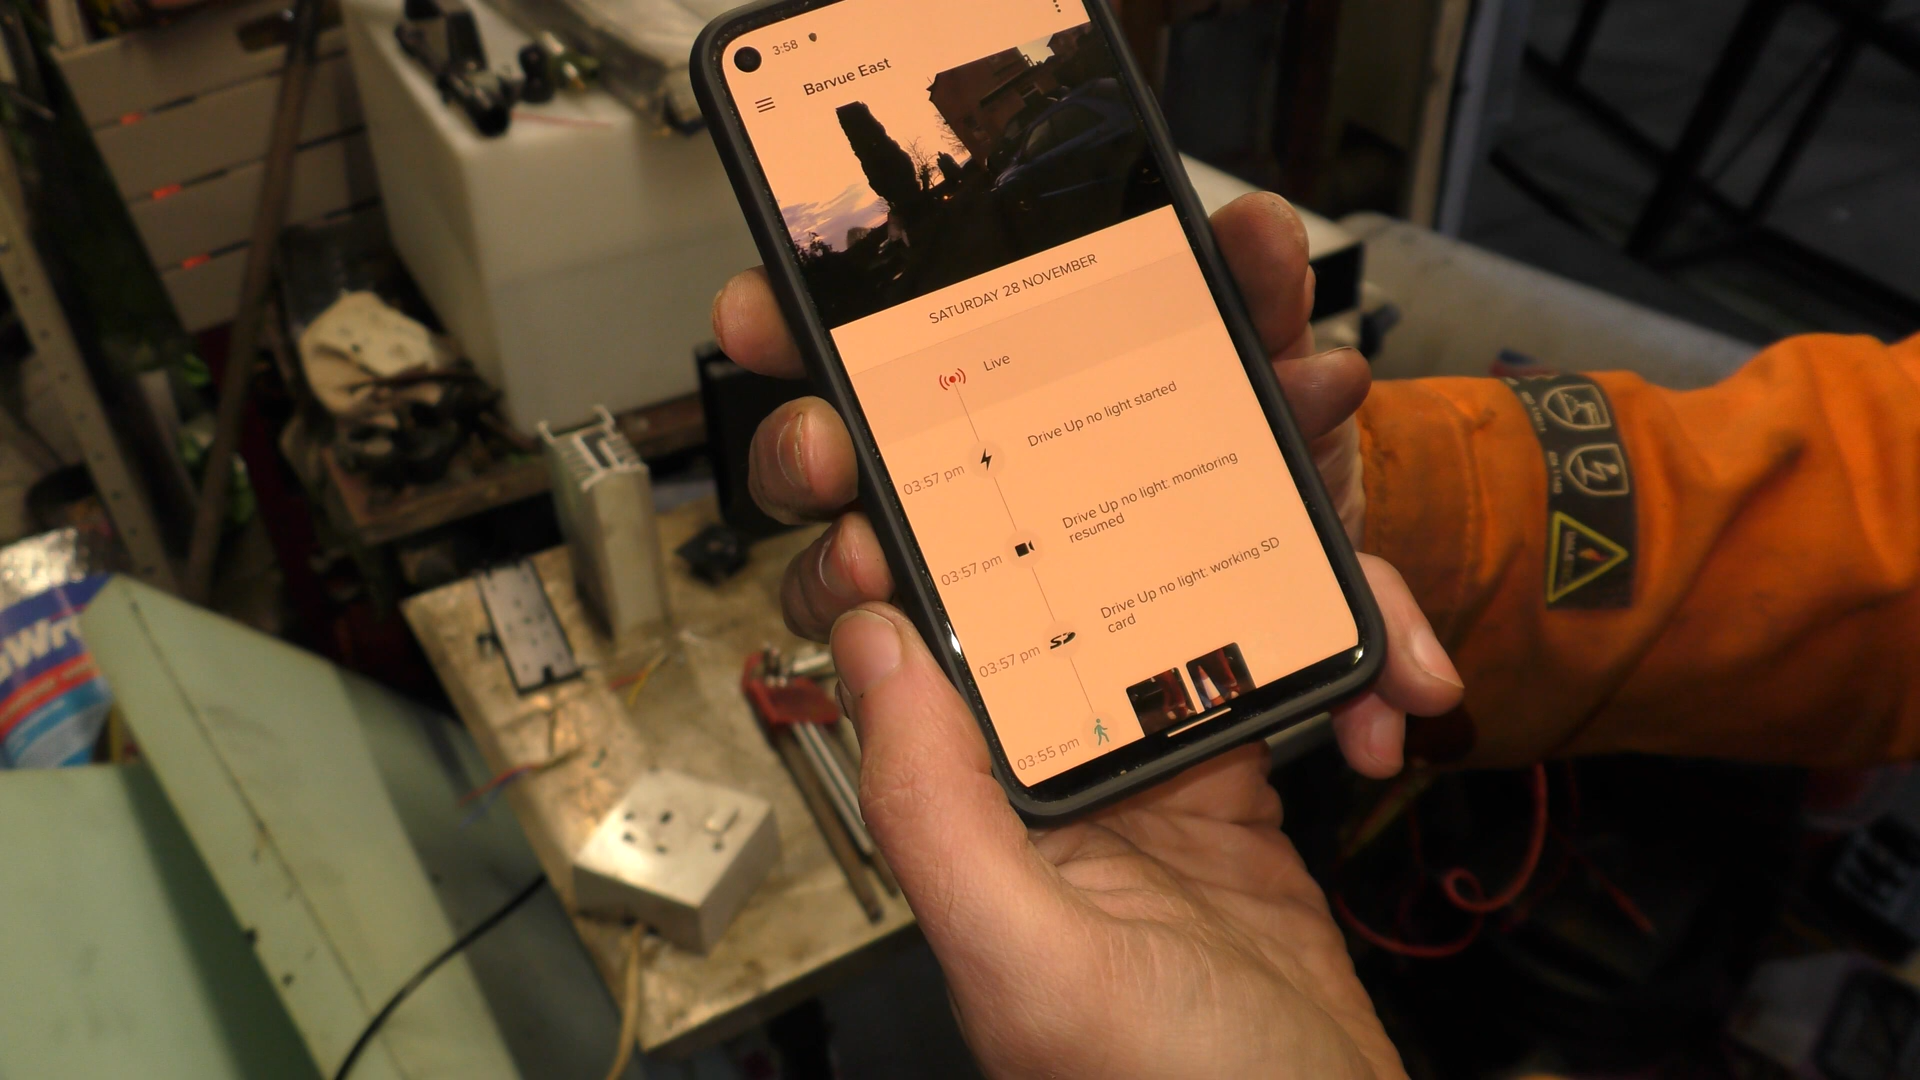 3:58
Barvue East
SATURDAY 28 NOVEMBER
Live
03:57 pm
Drive Up no light started
03:57 pm
Drive Up no light: monitoring
resumed
03:57 pm
Drive Up no light: working SD
card
03:55 pm